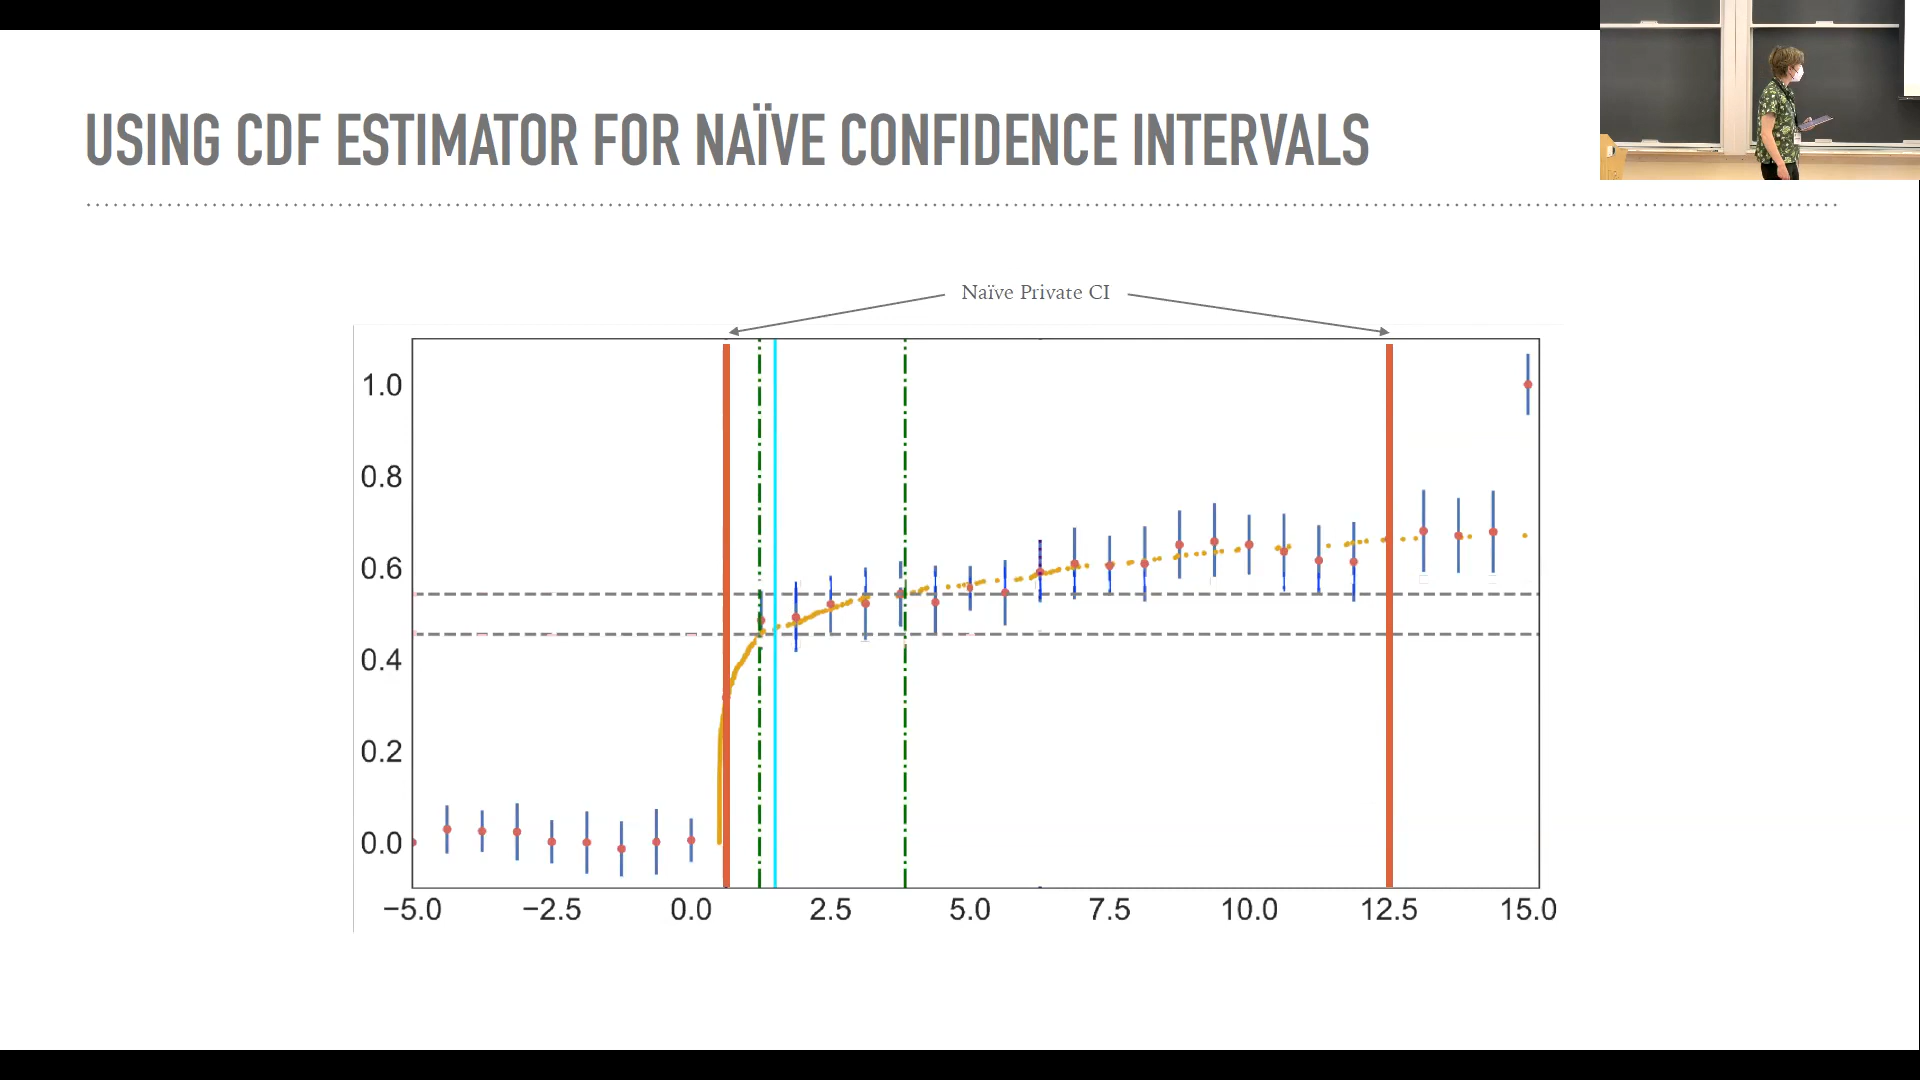 USING CDF ESTIMATOR FOR NAÏVE CONFIDENCE INTERVALS
Naïve Private CI
1.0
0.8
0.6
0.4
0.2
0.0
−5.0 −2.5 0.0 2.5 5.0 7.5 10.0 12.5 15.0